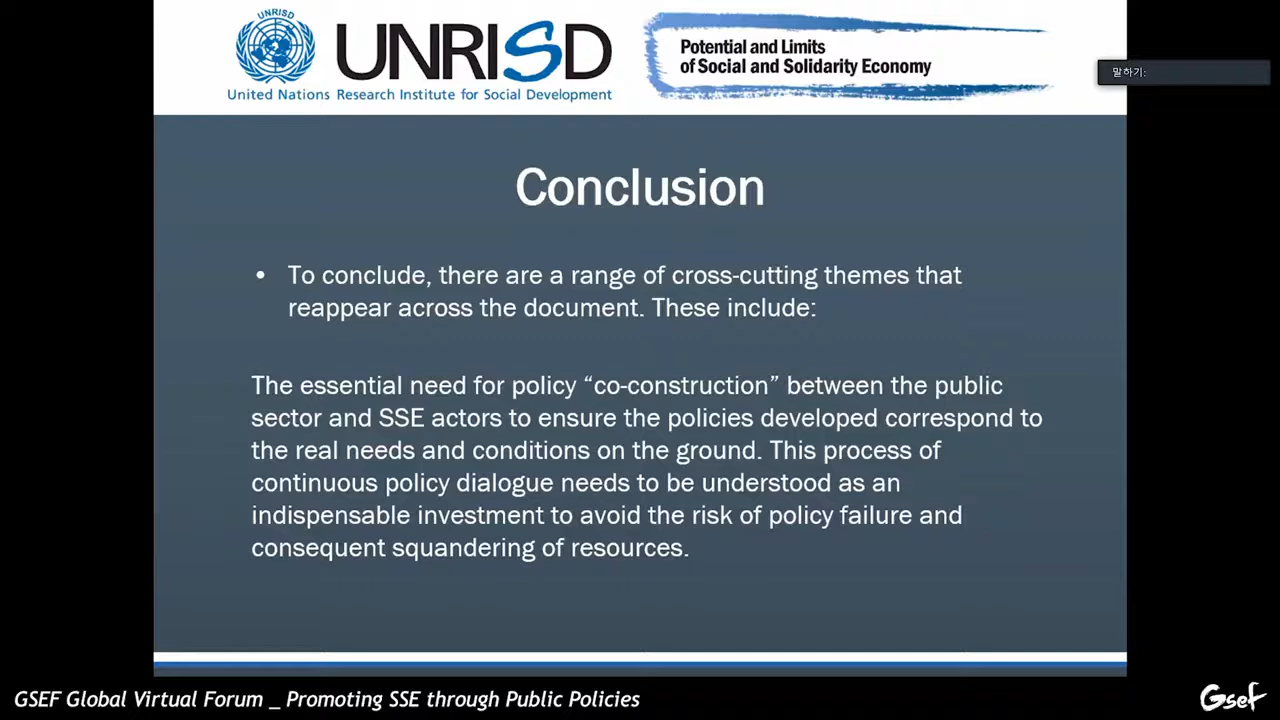 UNRISD
UNRISD
United Nations Research Institute for Social Development
Potential and Limits
of Social and Solidarity Economy
말하기:
Conclusion
• To conclude, there are a range of cross-cutting themes that
reappear across the document. These include:
The essential need for policy “co-construction” between the public
sector and SSE actors to ensure the policies developed correspond to
the real needs and conditions on the ground. This process of
continuous policy dialogue needs to be understood as an
indispensable investment to avoid the risk of policy failure and
consequent squandering of resources.
GSEF Global Virtual Forum _ Promoting SSE through Public Policies
Gsef